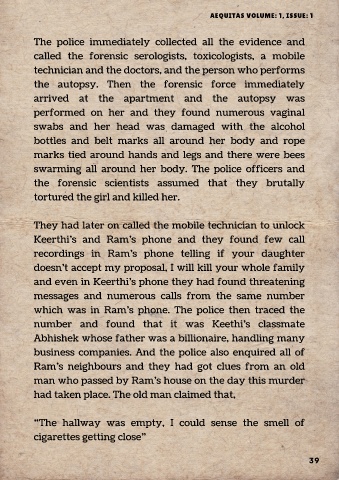 AEQUITAS VOLUME: 1, ISSUE: 1
The police immediately collected all the evidence and
called the forensic serologists, toxicologists, a mobile
technician and the doctors, and the person who performs
the autopsy. Then the forensic force immediately
arrived at the apartment and the autopsy was
performed on her and they found numerous vaginal
swabs and her head was damaged with the alcohol
bottles and belt marks all around her body and rope
marks tied around hands and legs and there were bees
swarming all around her body. The police officers and
the forensic scientists assumed that they brutally
tortured the girl and killed her.
They had later on called the mobile technician to unlock
Keerthi's and Ram's phone and they found few call
recordings in Ram's phone telling if your daughter
doesn't accept my proposal, I will kill your whole family
and even in Keerthi's phone they had found threatening
messages and numerous calls from the same number
which was in Ram's phone. The police then traced the
number and found that it was Keethi's classmate
Abhishek whose father was a billionaire, handling many
business companies. And the police also enquired all of
Ram's neighbours and they had got clues from an old
man who passed by Ram's house on the day this murder
had taken place. The old man claimed that,
"The hallway was empty, I could sense the smell of
cigarettes getting close"
39